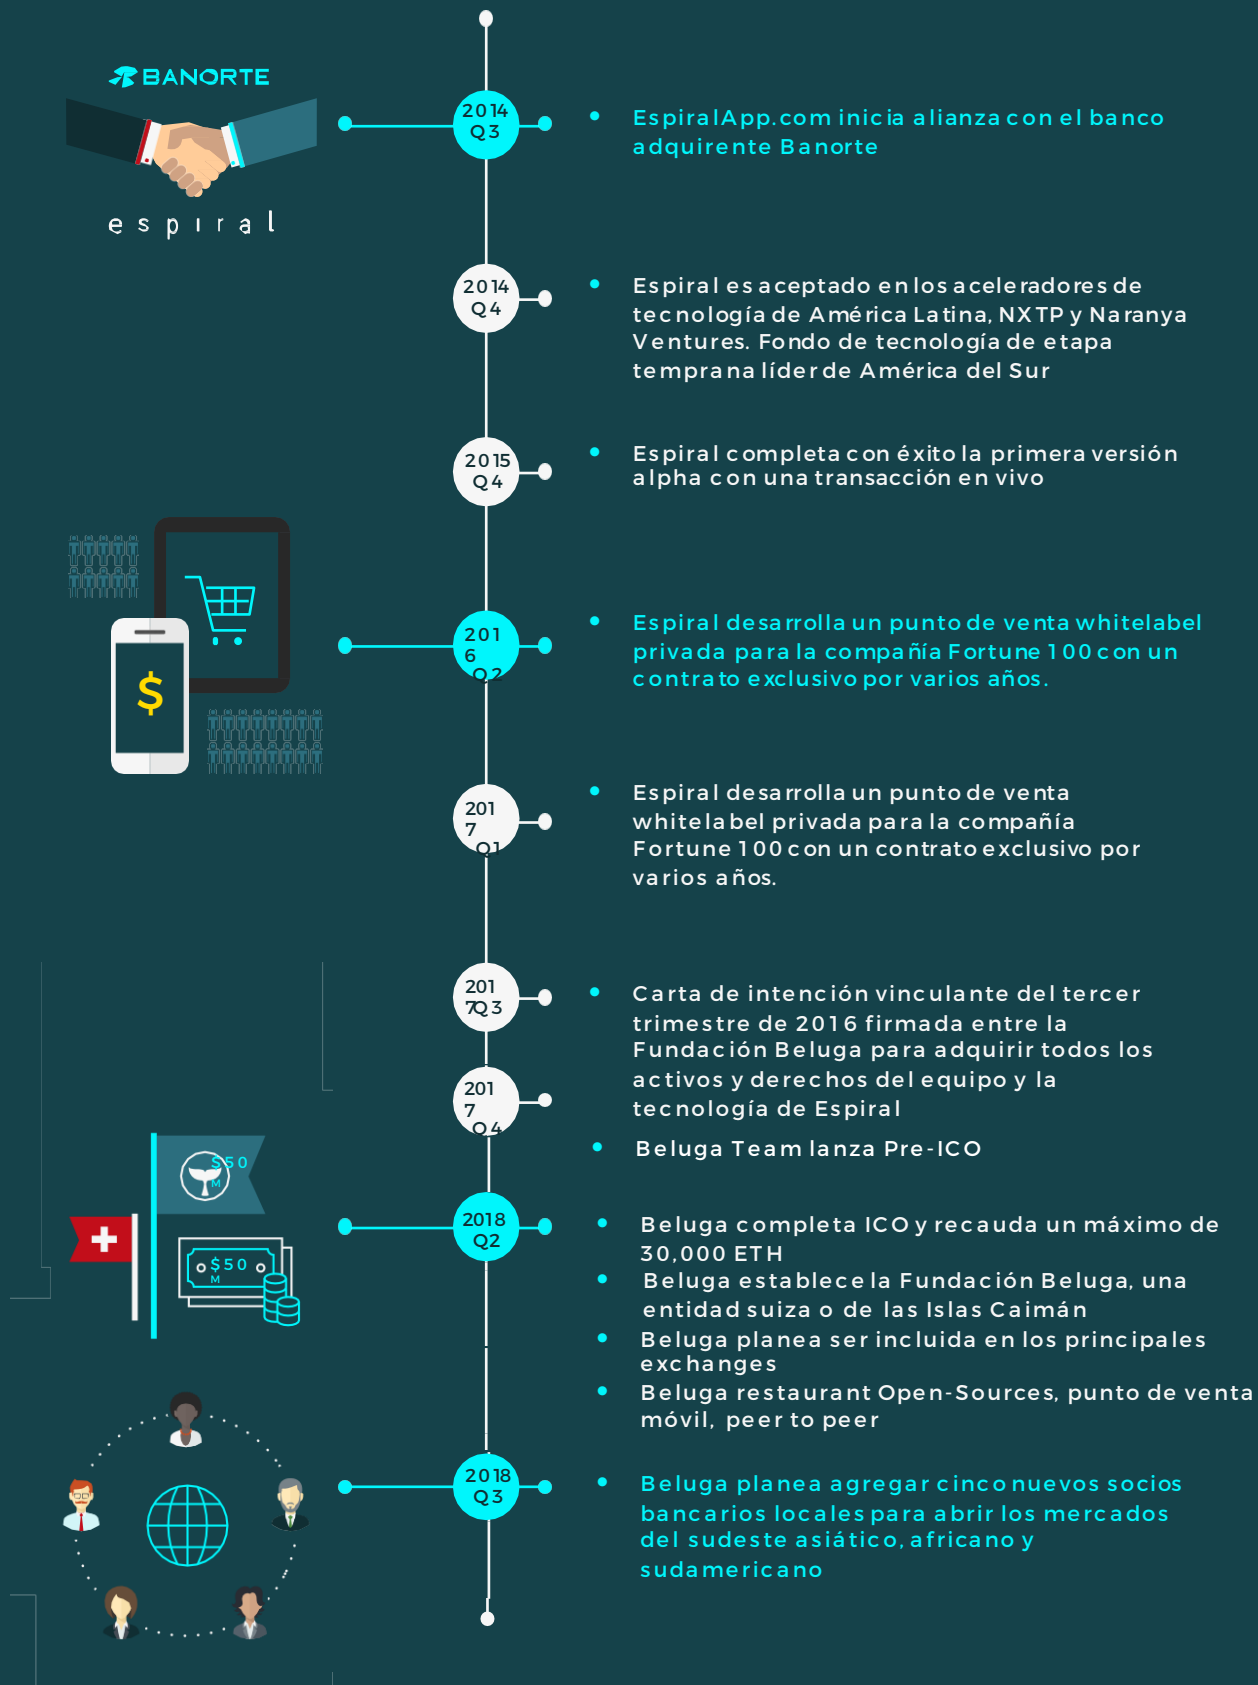 BANORTE
espiral
2014
Q3
EspiralApp.com inicia alianza con el banco
adquirente Banorte
2014
Q4
Espiral es aceptado en los aceleradores de
tecnología de América Latina, NXTP y Naranya
Ventures. Fondo de tecnología de etapa
temprana líder de América del Sur
2015
Q4
Espiral completa con éxito la primera versión
alpha con una transacción en vivo
201
6
Q2
Espiral desarrolla un punto de venta whitelabel
privada para la compañía Fortune 100 con un
contrato exclusivo por varios años.
$
201
7
Q1
Espiral desarrolla un punto de venta
whitelabel privada para la compañía
Fortune 100 con un contrato exclusivo por
varios años.
201
7Q3
Carta de intención vinculante del tercer
trimestre de 2016 firmada entre la
Fundación Beluga para adquirir todos los
activos y derechos del equipo y la
tecnología de Espiral
201
7
Q4
Beluga Team lanza Pre-ICO
$50
M
$50
M
2018
Q2
Beluga completa ICO y recauda un máximo de
30,000 ETH
Beluga establece la Fundación Beluga, una
entidad suiza o de las Islas Caimán
Beluga planea ser incluida en los principales
exchanges
Beluga restaurant Open-Sources, punto de venta
móvil, peer to peer
2018
Q3
Beluga planea agregar cinco nuevos socios
bancarios locales para abrir los mercados
del sudeste asiático, africano y
sudamericano